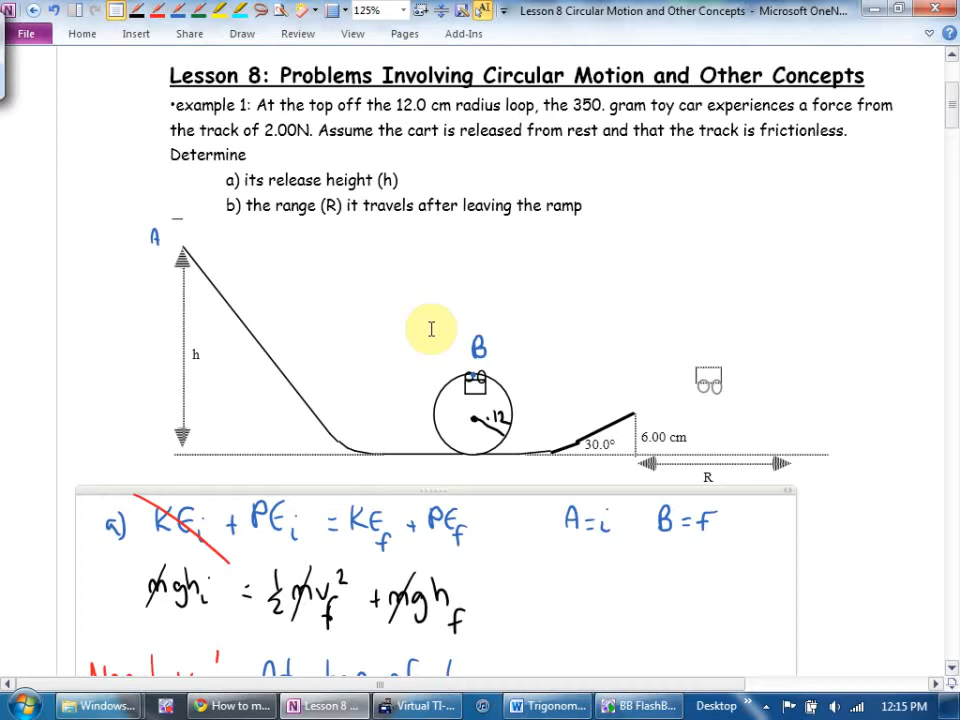 125%
Lesson 8 Circular Motion and Other Concepts - Microsoft OneN...
File Home Insert Share Draw Review View Pages Add-Ins
Lesson 8: Problems Involving Circular Motion and Other Concepts
•example 1: At the top off the 12.0 cm radius loop, the 350. gram toy car experiences a force from
the track of 2.00N. Assume the cart is released from rest and that the track is frictionless.
Determine
a) its release height (h)
b) the range (R) it travels after leaving the ramp
A
B
h
.12
30.0°
6.00 cm
R
a) KEi + PEi = KEf + PEf A=i B=f
mghi = 1/2 mvf² + mghf
Windows... How to m... Lesson 8 ... Virtual TI-... Trigonom... BB FlashB... Desktop 12:15 PM